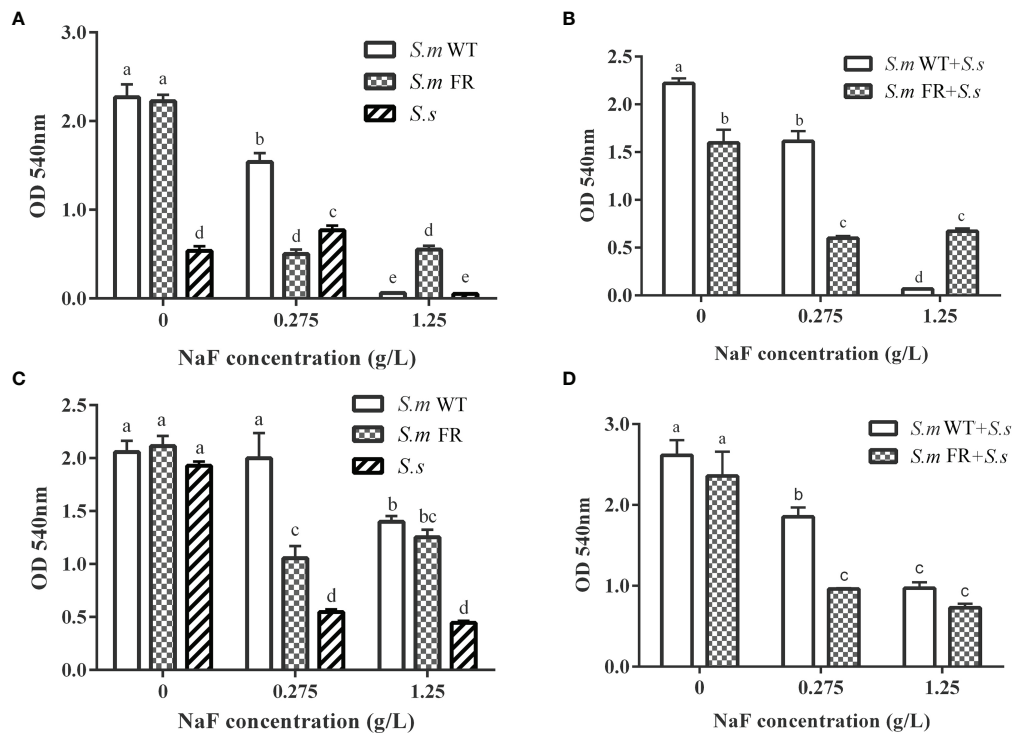 A
3.0
2.0
1.0
0.0
OD 540nm
a
a
d
b
d
c
e
d
e
S.m WT
S.m FR
S.s
0
0.275
1.25
NaF concentration (g/L)
B
2.5
2.0
1.5
1.0
0.5
0.0
OD 540nm
a
b
b
c
d
c
S.m WT+S.s
S.m FR+S.s
0
0.275
1.25
NaF concentration (g/L)
C
2.5
2.0
1.5
1.0
0.5
0.0
OD 540nm
a
a
a
a
c
d
b
bc
d
S.m WT
S.m FR
S.s
0
0.275
1.25
NaF concentration (g/L)
D
3.0
2.0
1.0
0.0
OD 540nm
a
a
b
c
c
c
S.m WT+S.s
S.m FR+S.s
0
0.275
1.25
NaF concentration (g/L)